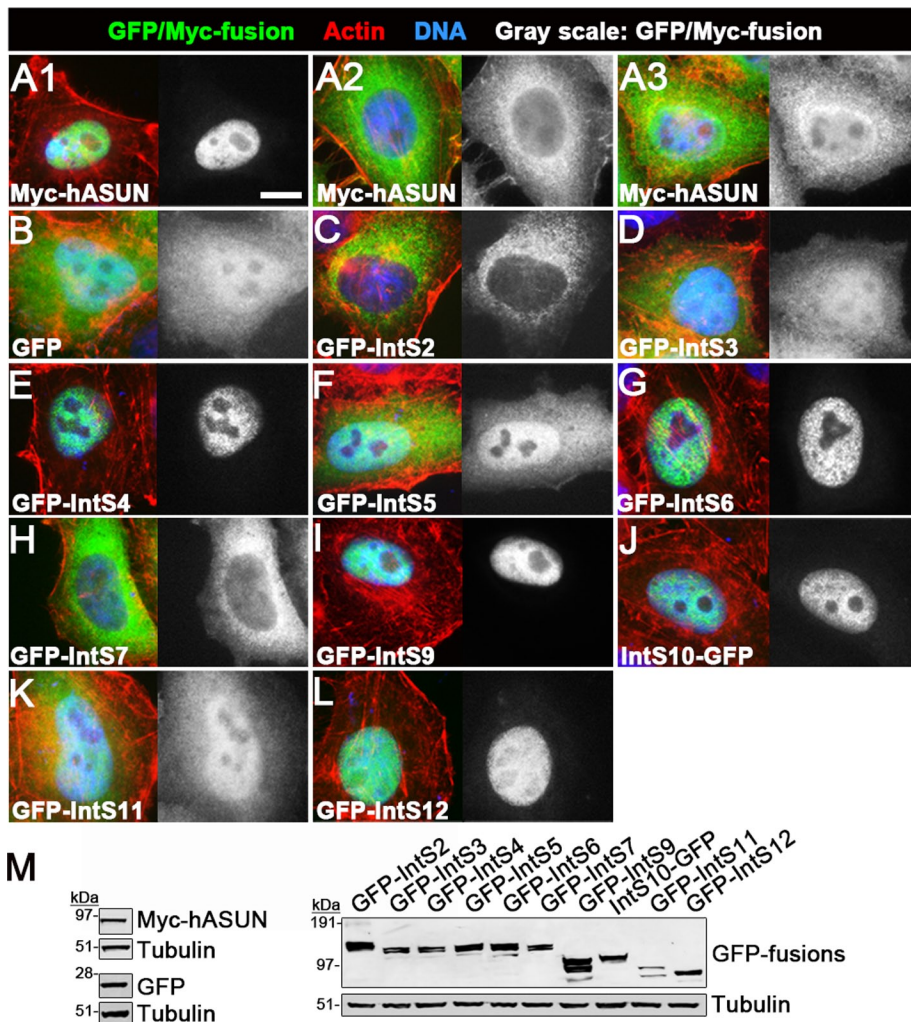 GFP/Myc-fusion Actin DNA Gray scale: GFP/Myc-fusion
A1 A2 A3
Myc-hASUN Myc-hASUN Myc-hASUN
B C D
GFP GFP-IntS2 GFP-IntS3
E F G
GFP-IntS4 GFP-IntS5 GFP-IntS6
H I J
GFP-IntS7 GFP-IntS9 IntS10-GFP
K L
GFP-IntS11 GFP-IntS12
M
kDa
97- Myc-hASUN
51- Tubulin
28-
GFP
51- Tubulin
GFP-IntS2 GFP-IntS3 GFP-IntS4 GFP-IntS5 GFP-IntS6 GFP-IntS7 GFP-IntS9 IntS10-GFP GFP-IntS11 GFP-IntS12
kDa
191-
GFP-fusions
97-
51- Tubulin